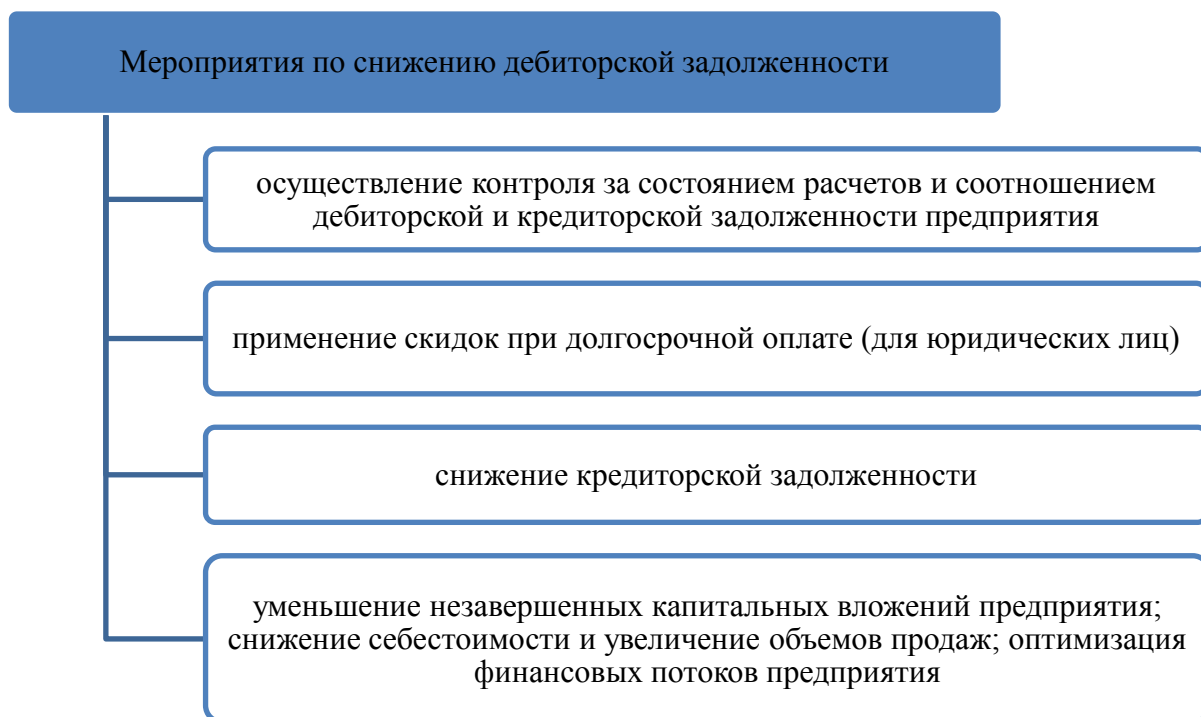 Мероприятия по снижению дебиторской задолженности
осуществление контроля за состоянием расчетов и соотношением
дебиторской и кредиторской задолженности предприятия
применение скидок при долгосрочной оплате (для юридических лиц)
снижение кредиторской задолженности
уменьшение незавершенных капитальных вложений предприятия;
снижение себестоимости и увеличение объемов продаж; оптимизация
финансовых потоков предприятия